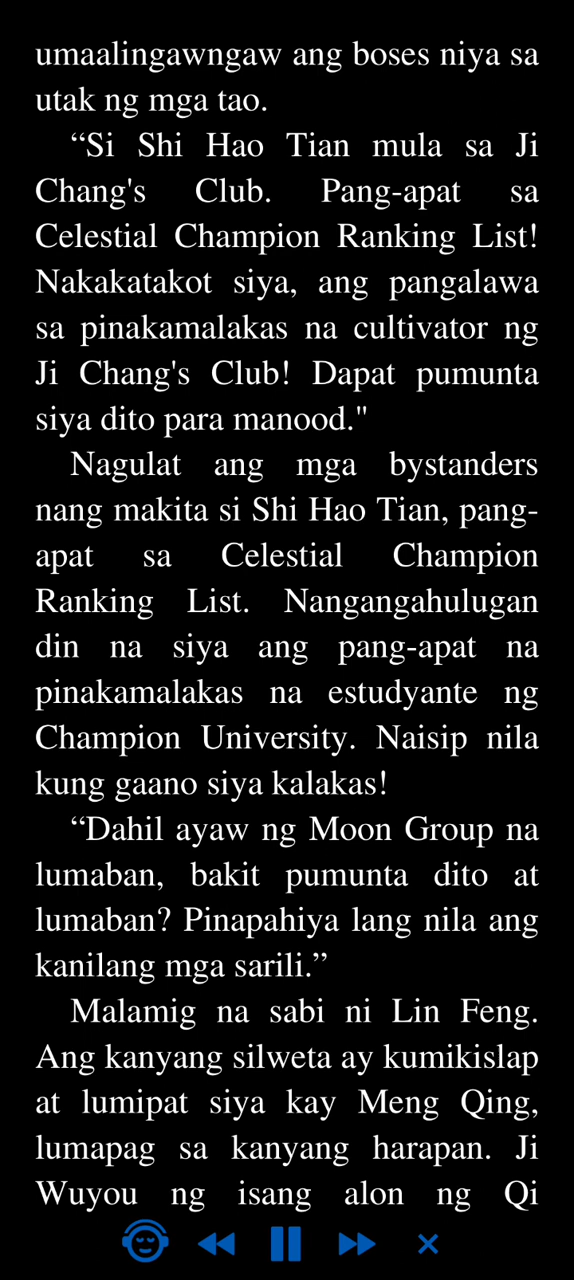 umaalingawngaw ang boses niya sa
utak ng mga tao.
“Si Shi Hao Tian mula sa Ji
Chang's Club. Pang-apat sa
Celestial Champion Ranking List!
Nakakatakot siya, ang pangalawa
sa pinakamalakas na cultivator ng
Ji Chang's Club! Dapat pumunta
siya dito para manood."
Nagulat ang mga bystanders
nang makita si Shi Hao Tian, pang-
apat sa Celestial Champion
Ranking List. Nangangahulugan
din na siya ang pang-apat na
pinakamalakas na estudyante ng
Champion University. Naisip nila
kung gaano siya kalakas!
“Dahil ayaw ng Moon Group na
lumaban, bakit pumunta dito at
lumaban? Pinapahiya lang nila ang
kanilang mga sarili.”
Malamig na sabi ni Lin Feng.
Ang kanyang silweta ay kumikislap
at lumipat siya kay Meng Qing,
lumapag sa kanyang harapan. Ji
Wuyou ng isang alon ng Qi